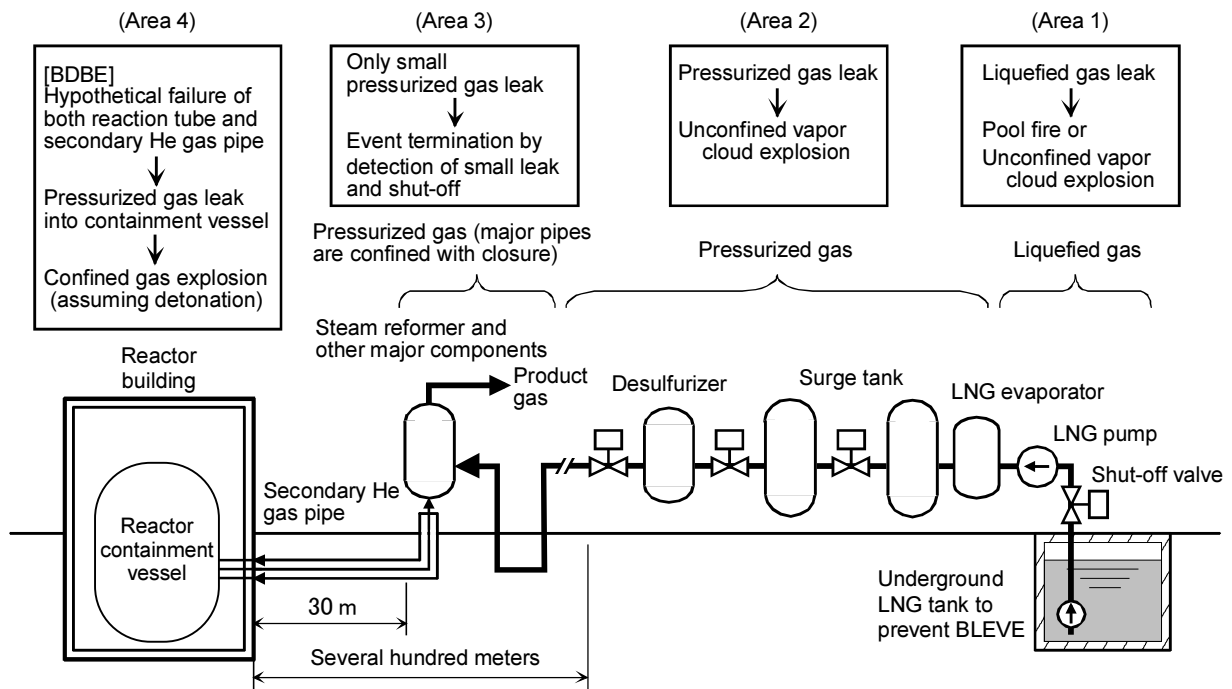 (Area 4)
(Area 3)
(Area 2)
(Area 1)
[BDBE]
Hypothetical failure of
both reaction tube and
secondary He gas pipe
Pressurized gas leak
into containment vessel
Confined gas explosion
(assuming detonation)
Only small
pressurized gas leak
Event termination by
detection of small leak
and shut-off
Pressurized gas leak
Unconfined vapor
cloud explosion
Liquefied gas leak
Pool fire or
Unconfined vapor
cloud explosion
Pressurized gas (major pipes
are confined with closure)
Pressurized gas
Liquefied gas
Steam reformer and
other major components
Reactor
building
Product
gas
Desulfurizer
Surge tank
LNG evaporator
LNG pump
Shut-off valve
Secondary He
gas pipe
Reactor
containment
vessel
Underground
LNG tank to
prevent BLEVE
30 m
Several hundred meters